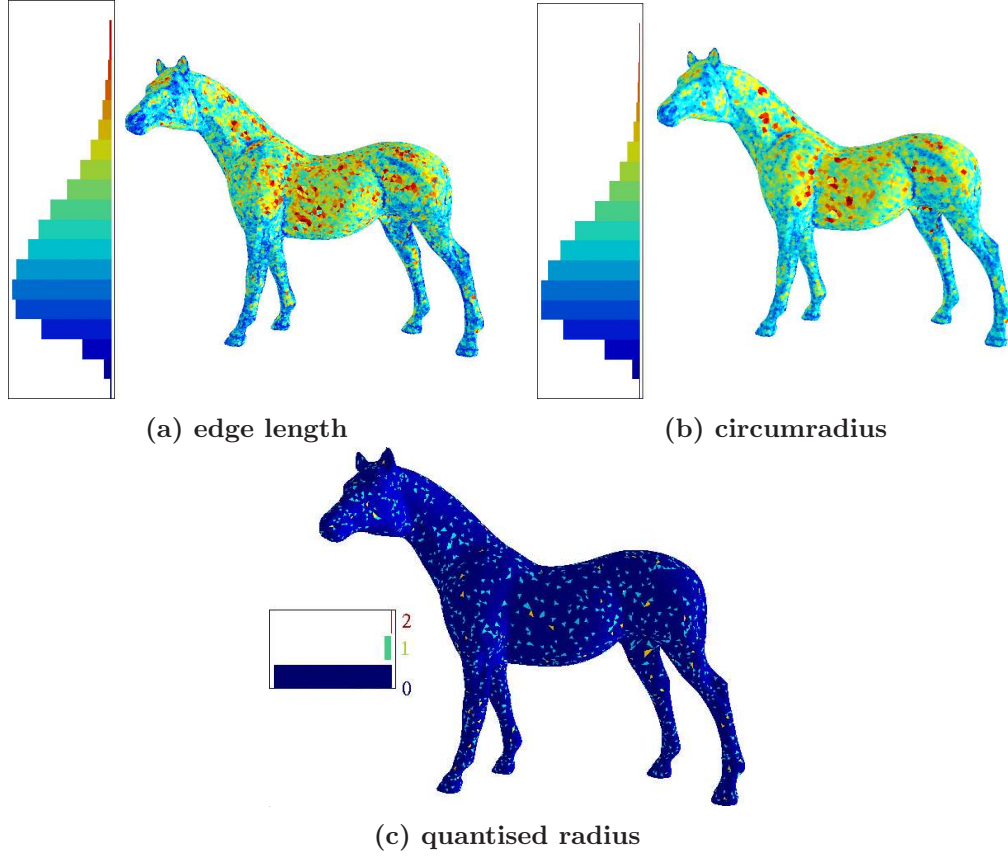 (a) edge length
(b) circumradius
2
1
0
(c) quantised radius